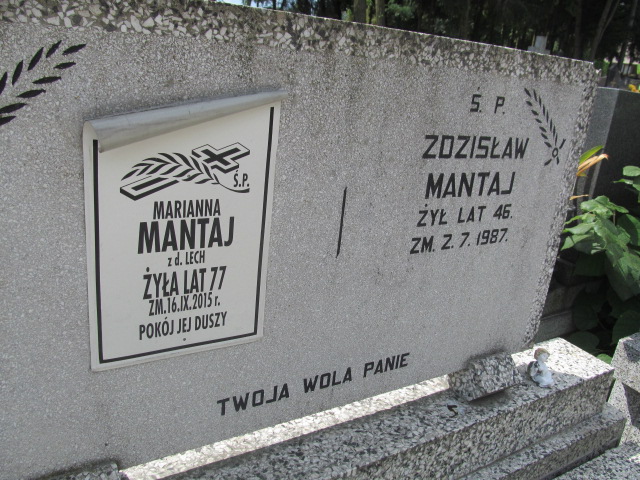 Ś.P.
MARIANNA
MANTAJ
z d. LECH
ŻYŁA LAT 77
ZM.16.IX.2015 r.
POKÓJ JEJ DUSZY
Ś. P.
ZDZISŁAW
MANTAJ
ŻYŁ LAT 46.
ZM. 2.7.1987.
TWOJA WOLA PANIE